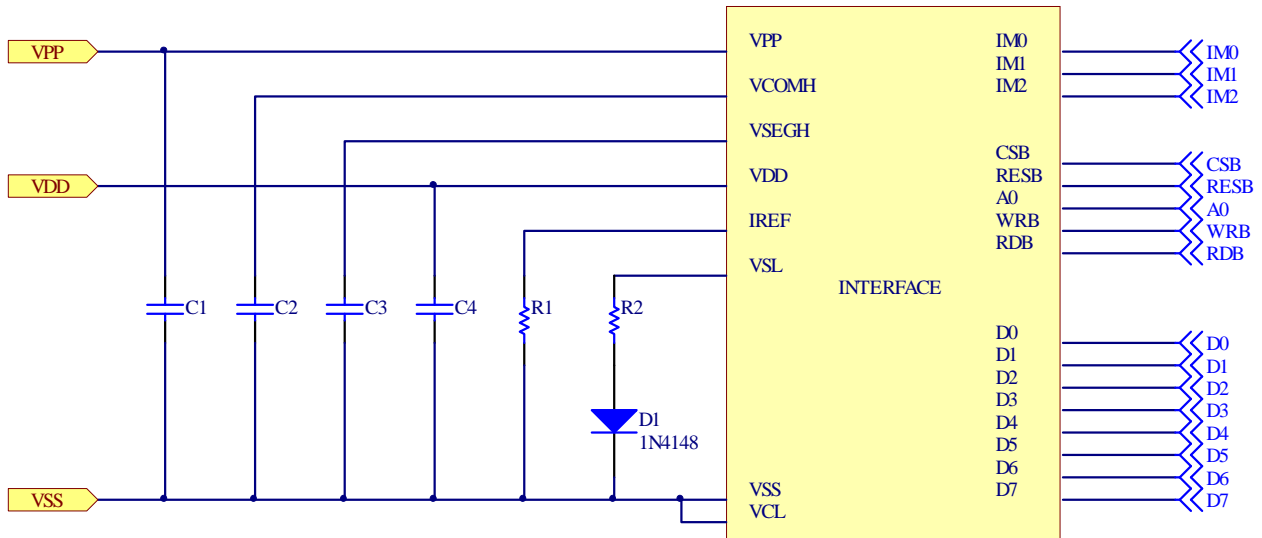 VPP
VDD
VSS
C1
C2
C3
C4
R1
R2
D1
1N4148
VPP
VCOMH
VSEGH
VDD
IREF
VSL
VSS
VCL
INTERFACE
IM0
IM1
IM2
CSB
RESB
A0
WRB
RDB
D0
D1
D2
D3
D4
D5
D6
D7
IM0
IM1
IM2
CSB
RESB
A0
WRB
RDB
D0
D1
D2
D3
D4
D5
D6
D7